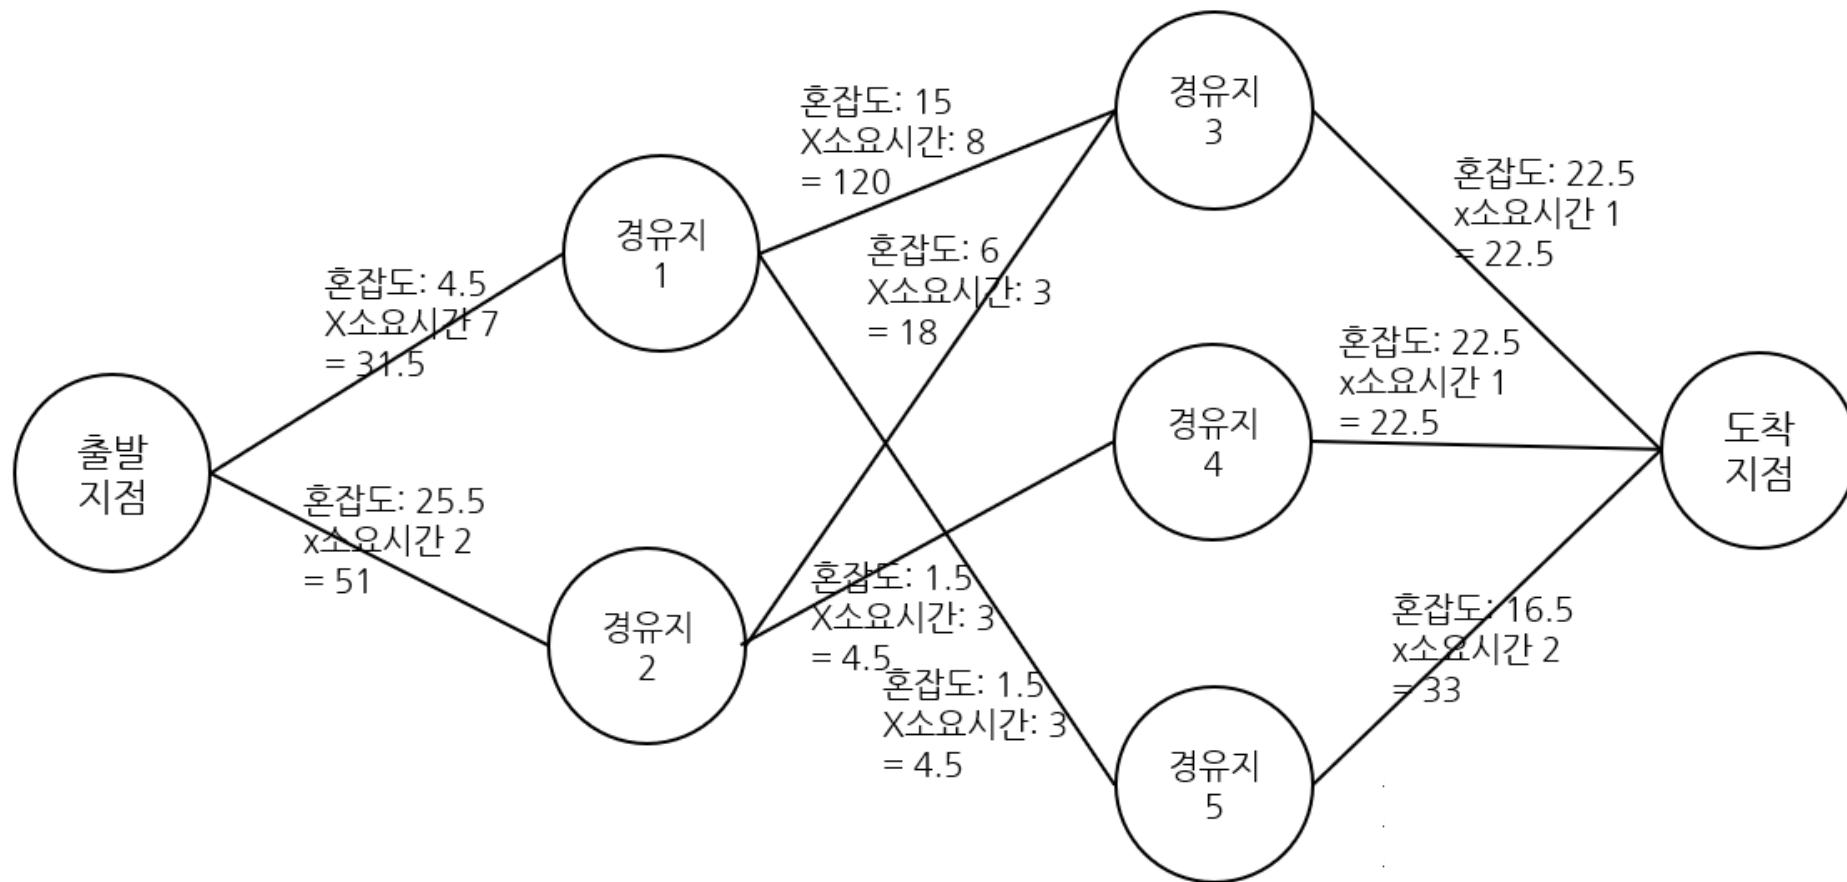 출발
지점
혼잡도: 4.5
X소요시간 7
= 31.5
혼잡도: 25.5
x소요시간 2
= 51
경유지
1
경유지
2
혼잡도: 15
X소요시간: 8
= 120
혼잡도: 6
X소요시간: 3
= 18
혼잡도: 1.5
X소요시간: 3
= 4.5
혼잡도: 1.5
X소요시간: 3
= 4.5
경유지
3
경유지
4
경유지
5
혼잡도: 22.5
x소요시간 1
= 22.5
혼잡도: 22.5
x소요시간 1
= 22.5
혼잡도: 16.5
x소요시간 2
= 33
도착
지점